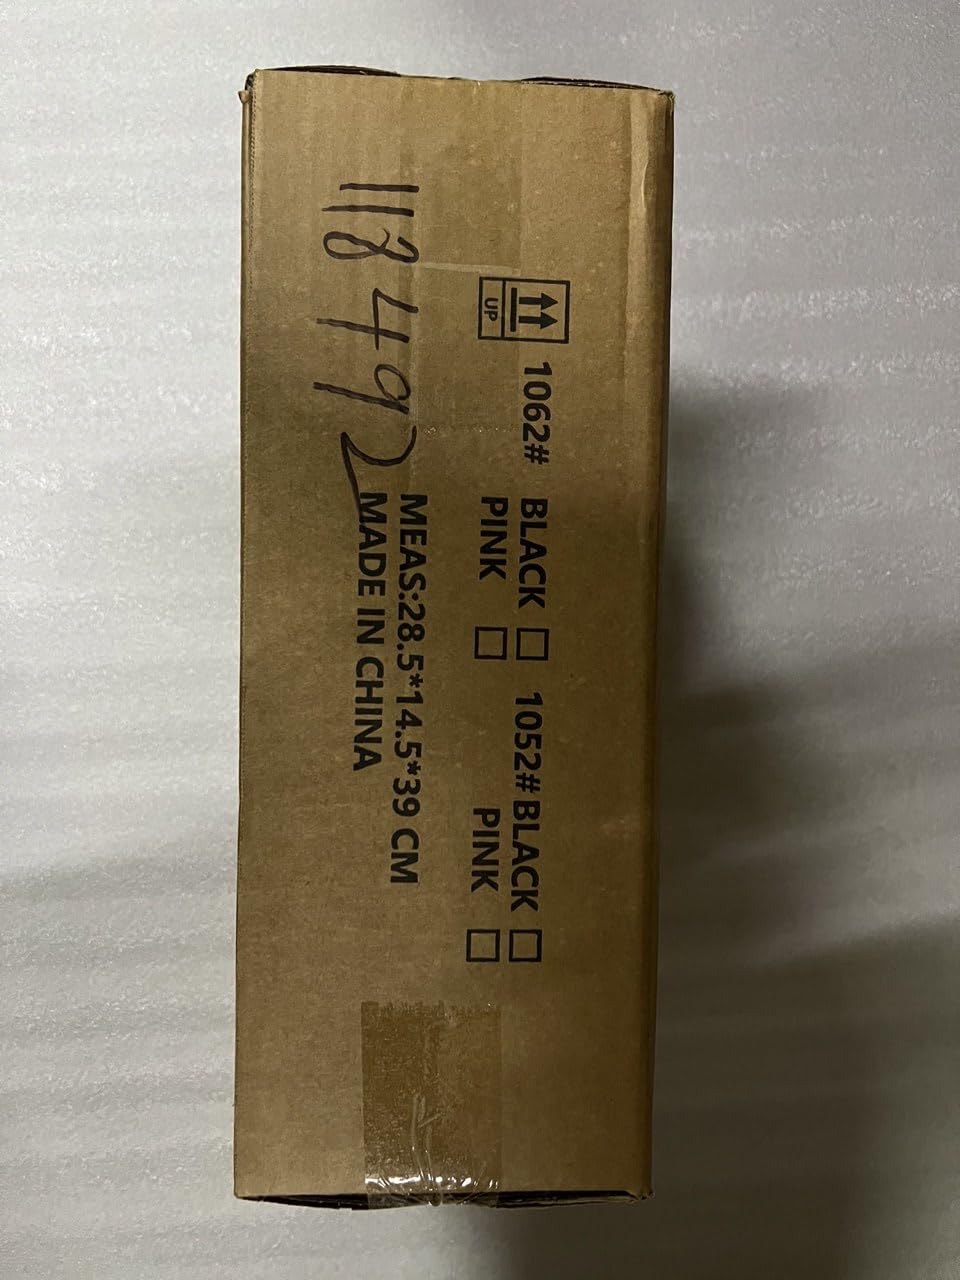 118492
UP
1062# BLACK □ 1052# BLACK □
PINK □ PINK □
MEAS:28.5*14.5*39 CM
MADE IN CHINA